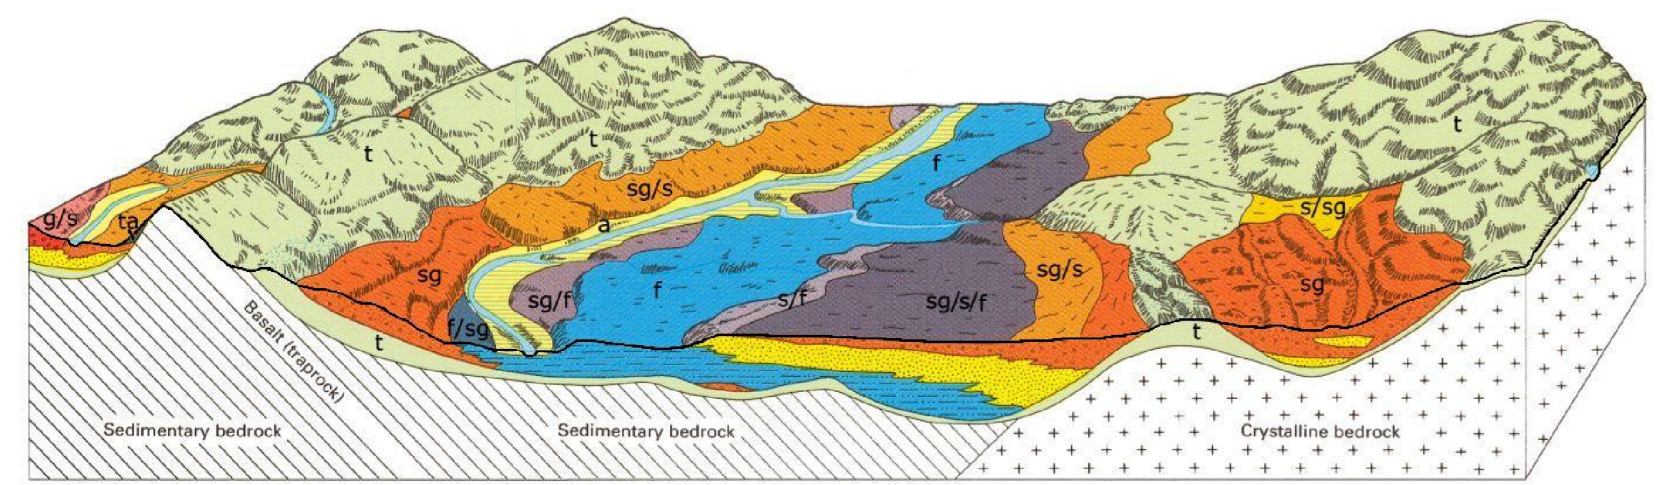 t
t
t
t
g/s
ta
sg/s
a
f
s/sg
sg
sg/f
f
s/f
sg/s/f
sg/s
sg
f/sg
t
t
Basalt (traprock)
Sedimentary bedrock
Sedimentary bedrock
Crystalline bedrock